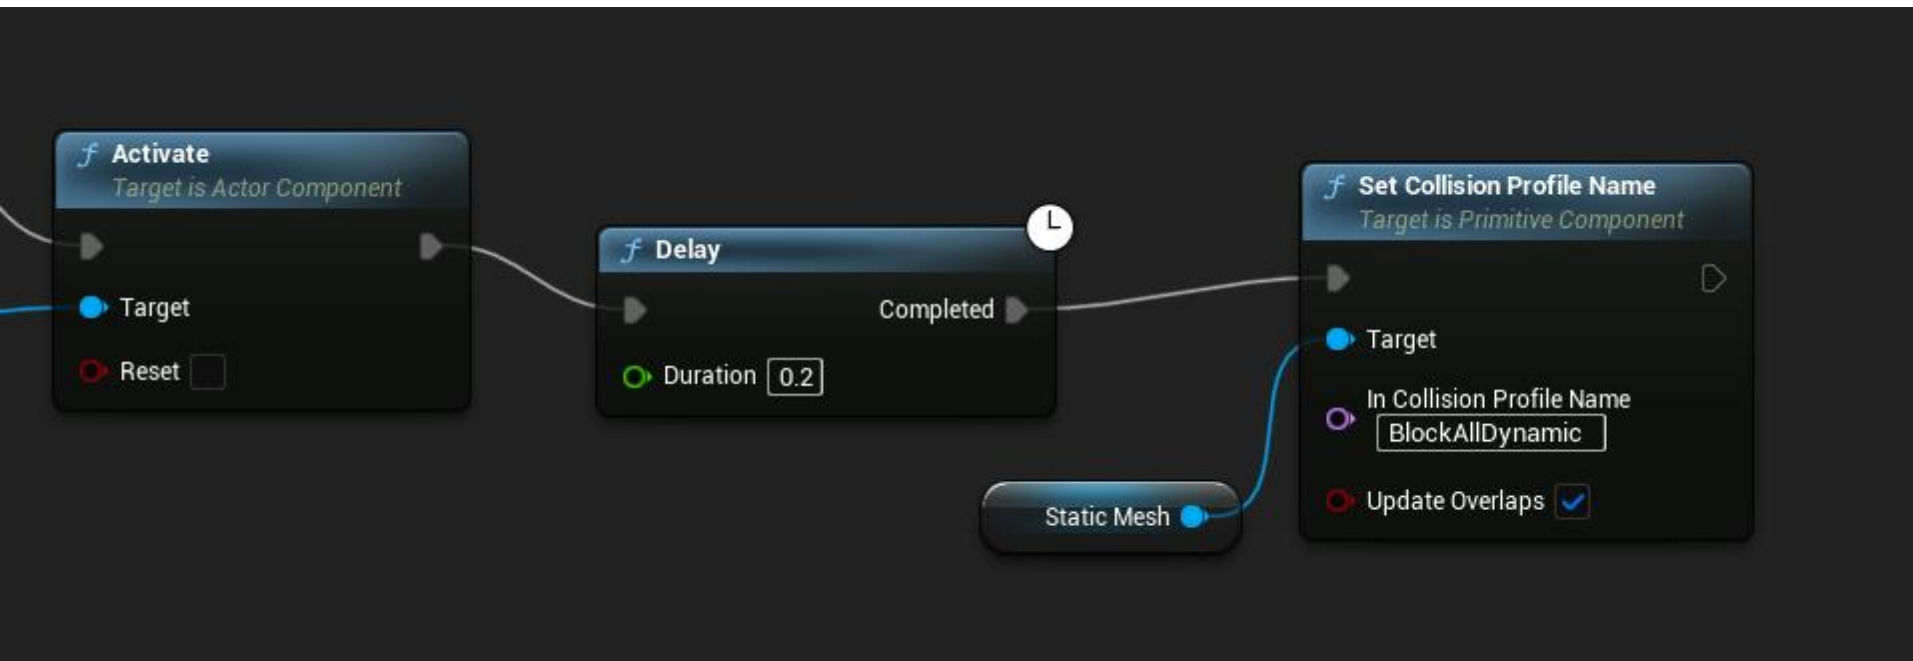 Activate
Target is Actor Component
Target
Reset
Delay
Completed
Duration 0.2
Static Mesh
Set Collision Profile Name
Target is Primitive Component
Target
In Collision Profile Name
BlockAllDynamic
Update Overlaps